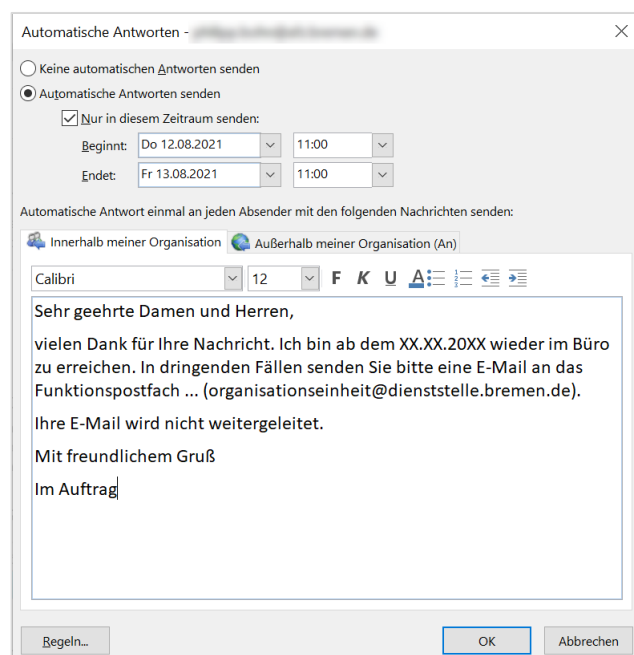 Automatische Antworten -
Keine automatischen Antworten senden
Automatische Antworten senden
Nur in diesem Zeitraum senden:
Beginnt: Do 12.08.2021 11:00
Endet: Fr 13.08.2021 11:00
Automatische Antwort einmal an jeden Absender mit den folgenden Nachrichten senden:
Innerhalb meiner Organisation Außerhalb meiner Organisation (An)
Calibri 12 F K U A
Sehr geehrte Damen und Herren,
vielen Dank für Ihre Nachricht. Ich bin ab dem XX.XX.20XX wieder im Büro
zu erreichen. In dringenden Fällen senden Sie bitte eine E-Mail an das
Funktionspostfach ... (organisationseinheit@dienststelle.bremen.de).
Ihre E-Mail wird nicht weitergeleitet.
Mit freundlichem Gruß
Im Auftrag
Regeln... OK Abbrechen